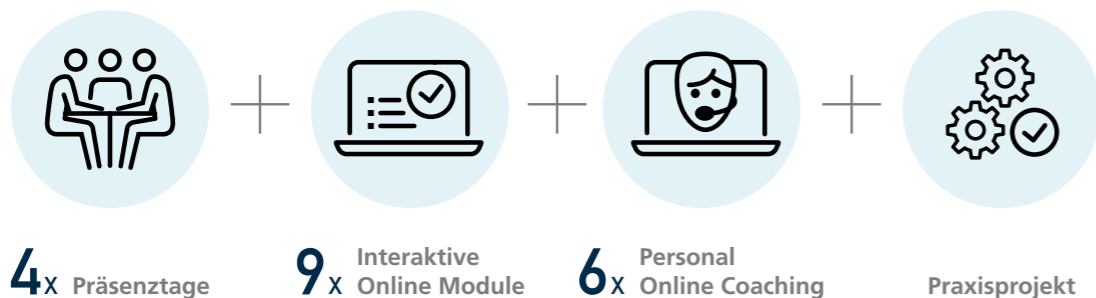 4x Präsenztage
9x Interaktive
Online Module
6x Personal
Online Coaching
Praxisprojekt